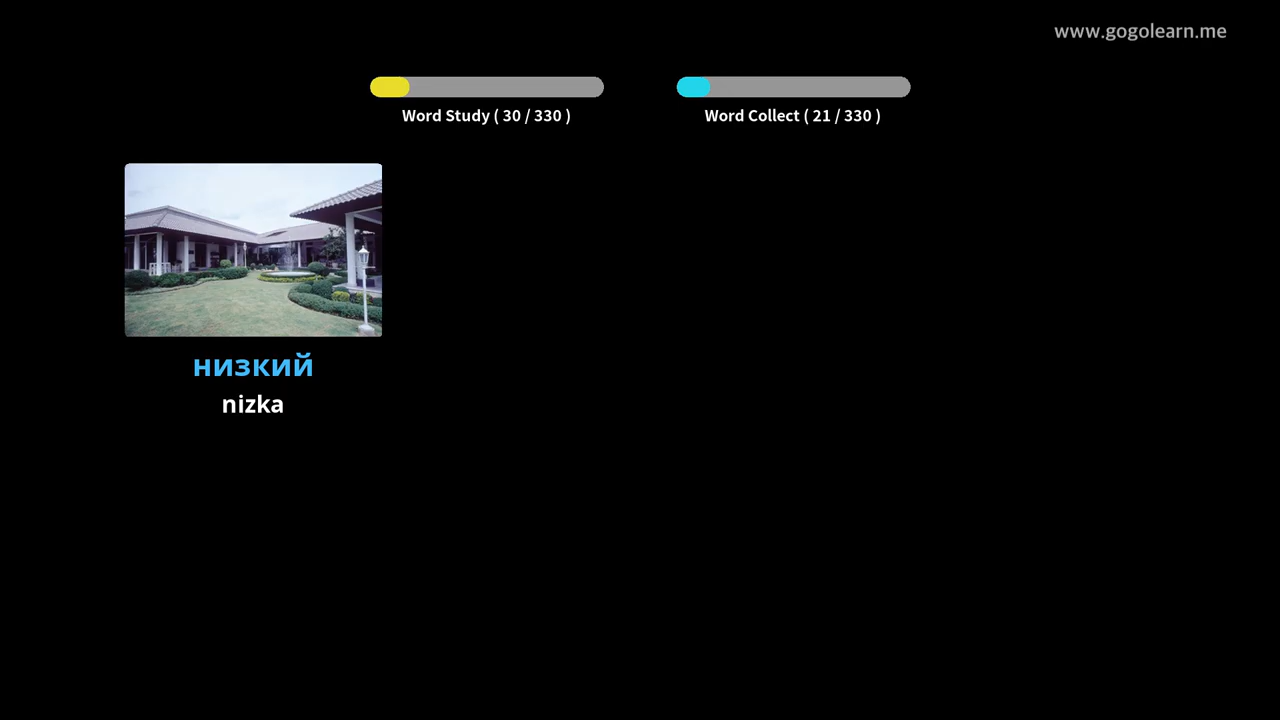 www.gogolearn.me
Word Study ( 30 / 330 )
Word Collect ( 21 / 330 )
низкий
nizka